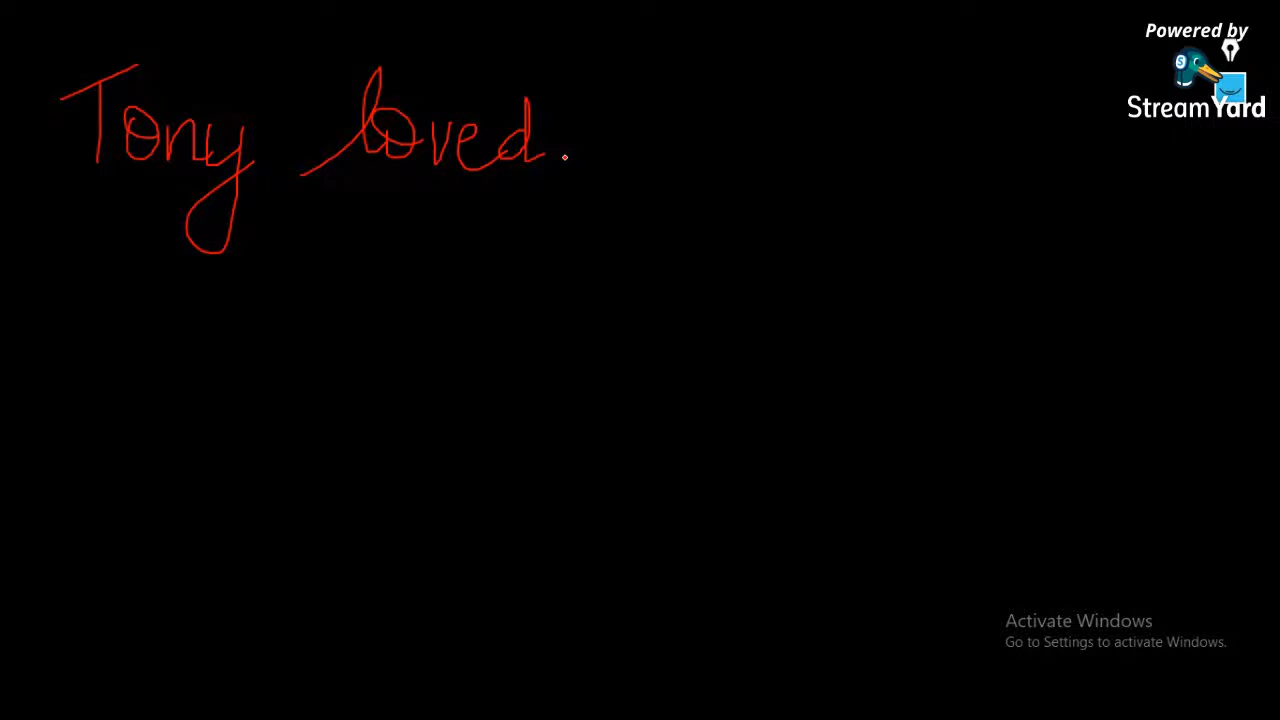 Powered by
StreamYard
Tony loved.
Activate Windows
Go to Settings to activate Windows.